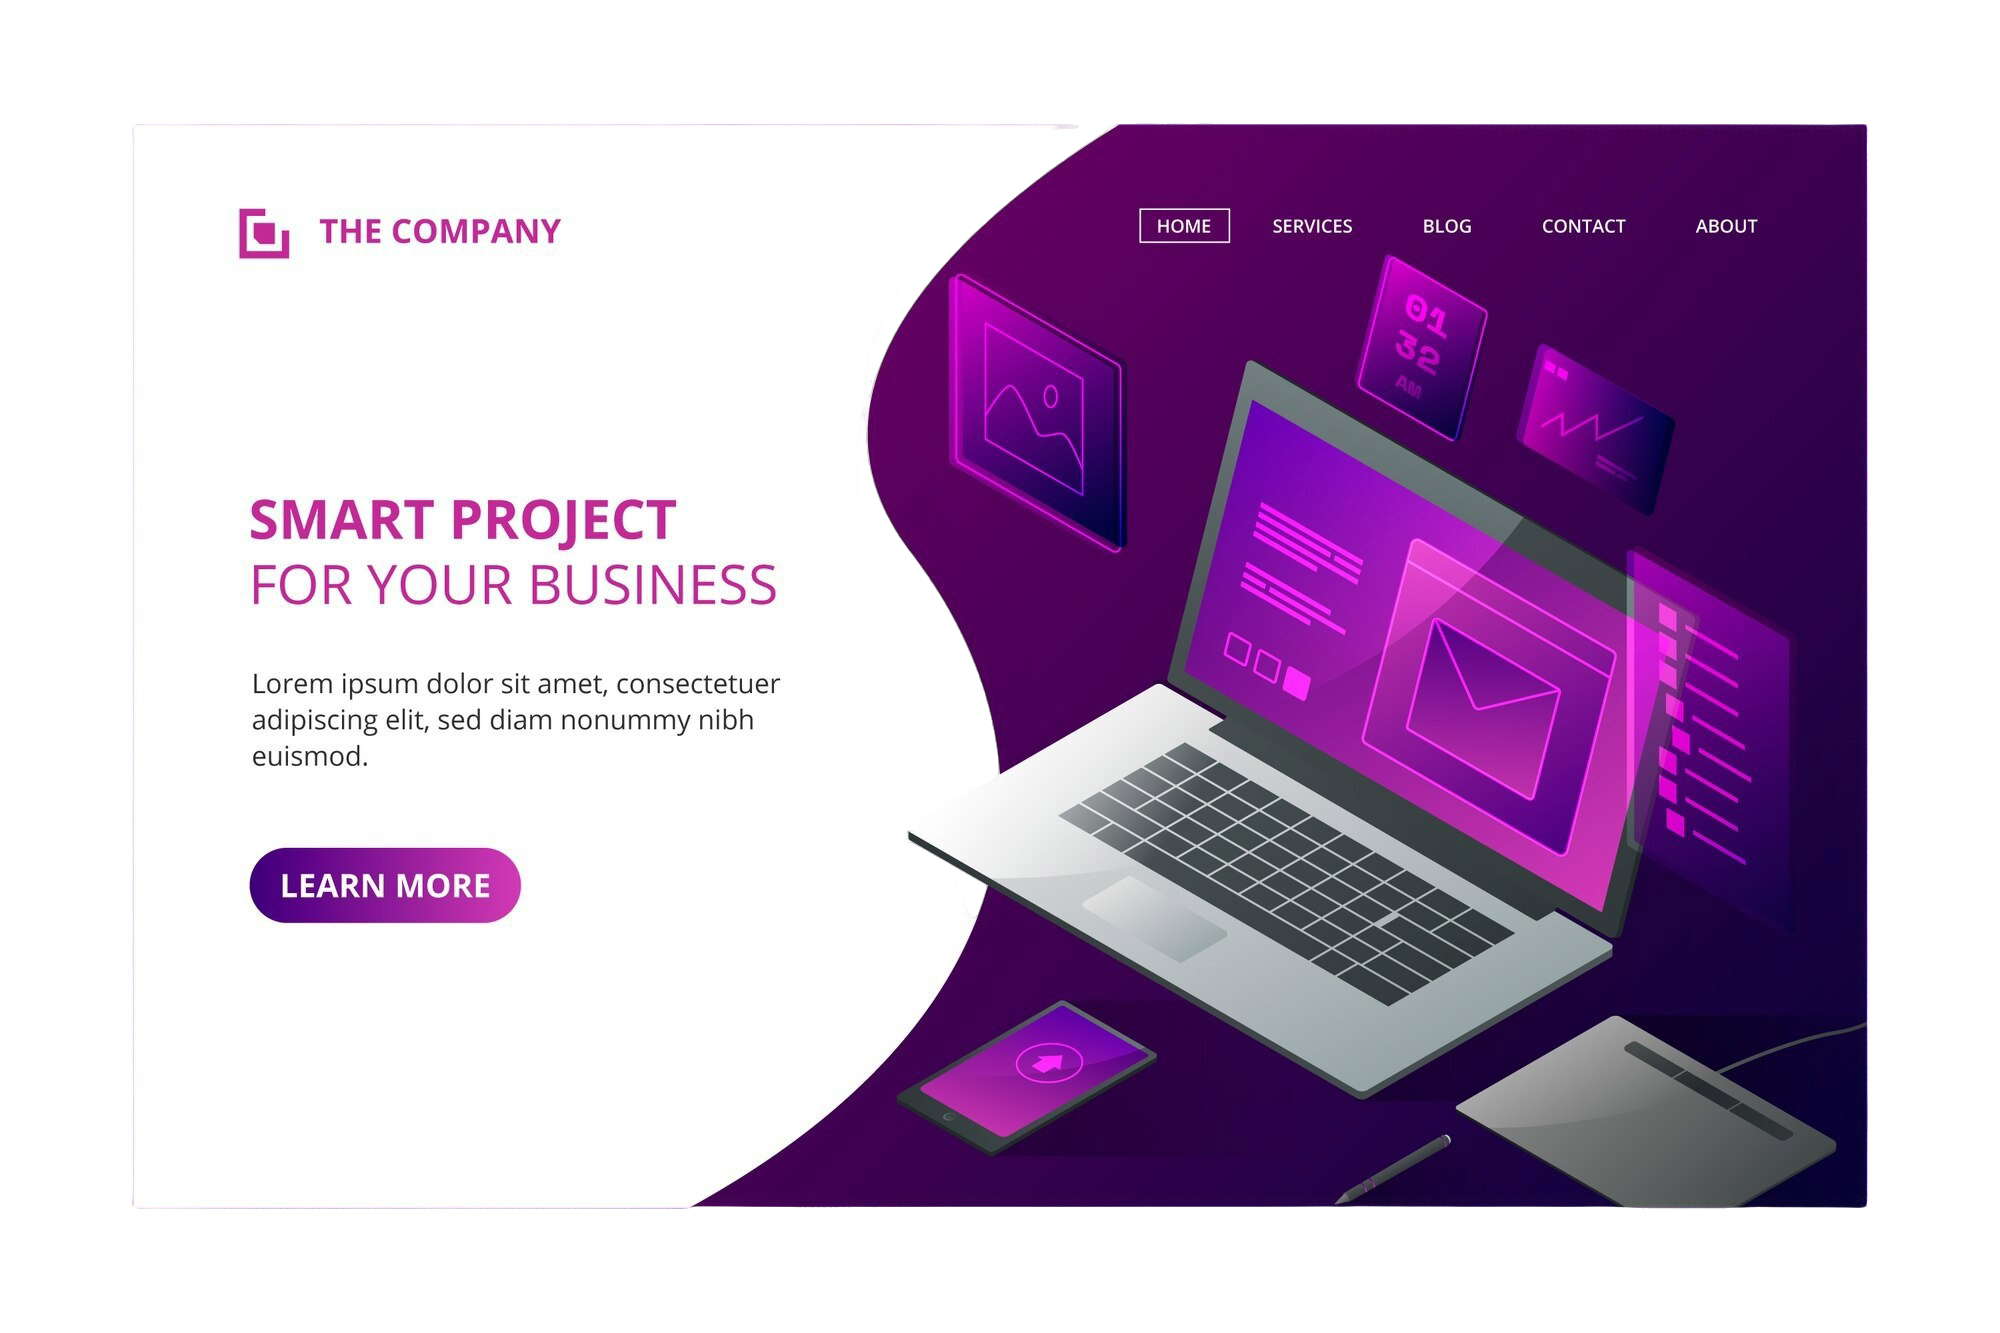 THE COMPANY
HOME SERVICES BLOG CONTACT ABOUT
01
32
AM
SMART PROJECT
FOR YOUR BUSINESS
Lorem ipsum dolor sit amet, consectetuer
adipiscing elit, sed diam nonummy nibh
euismod.
LEARN MORE